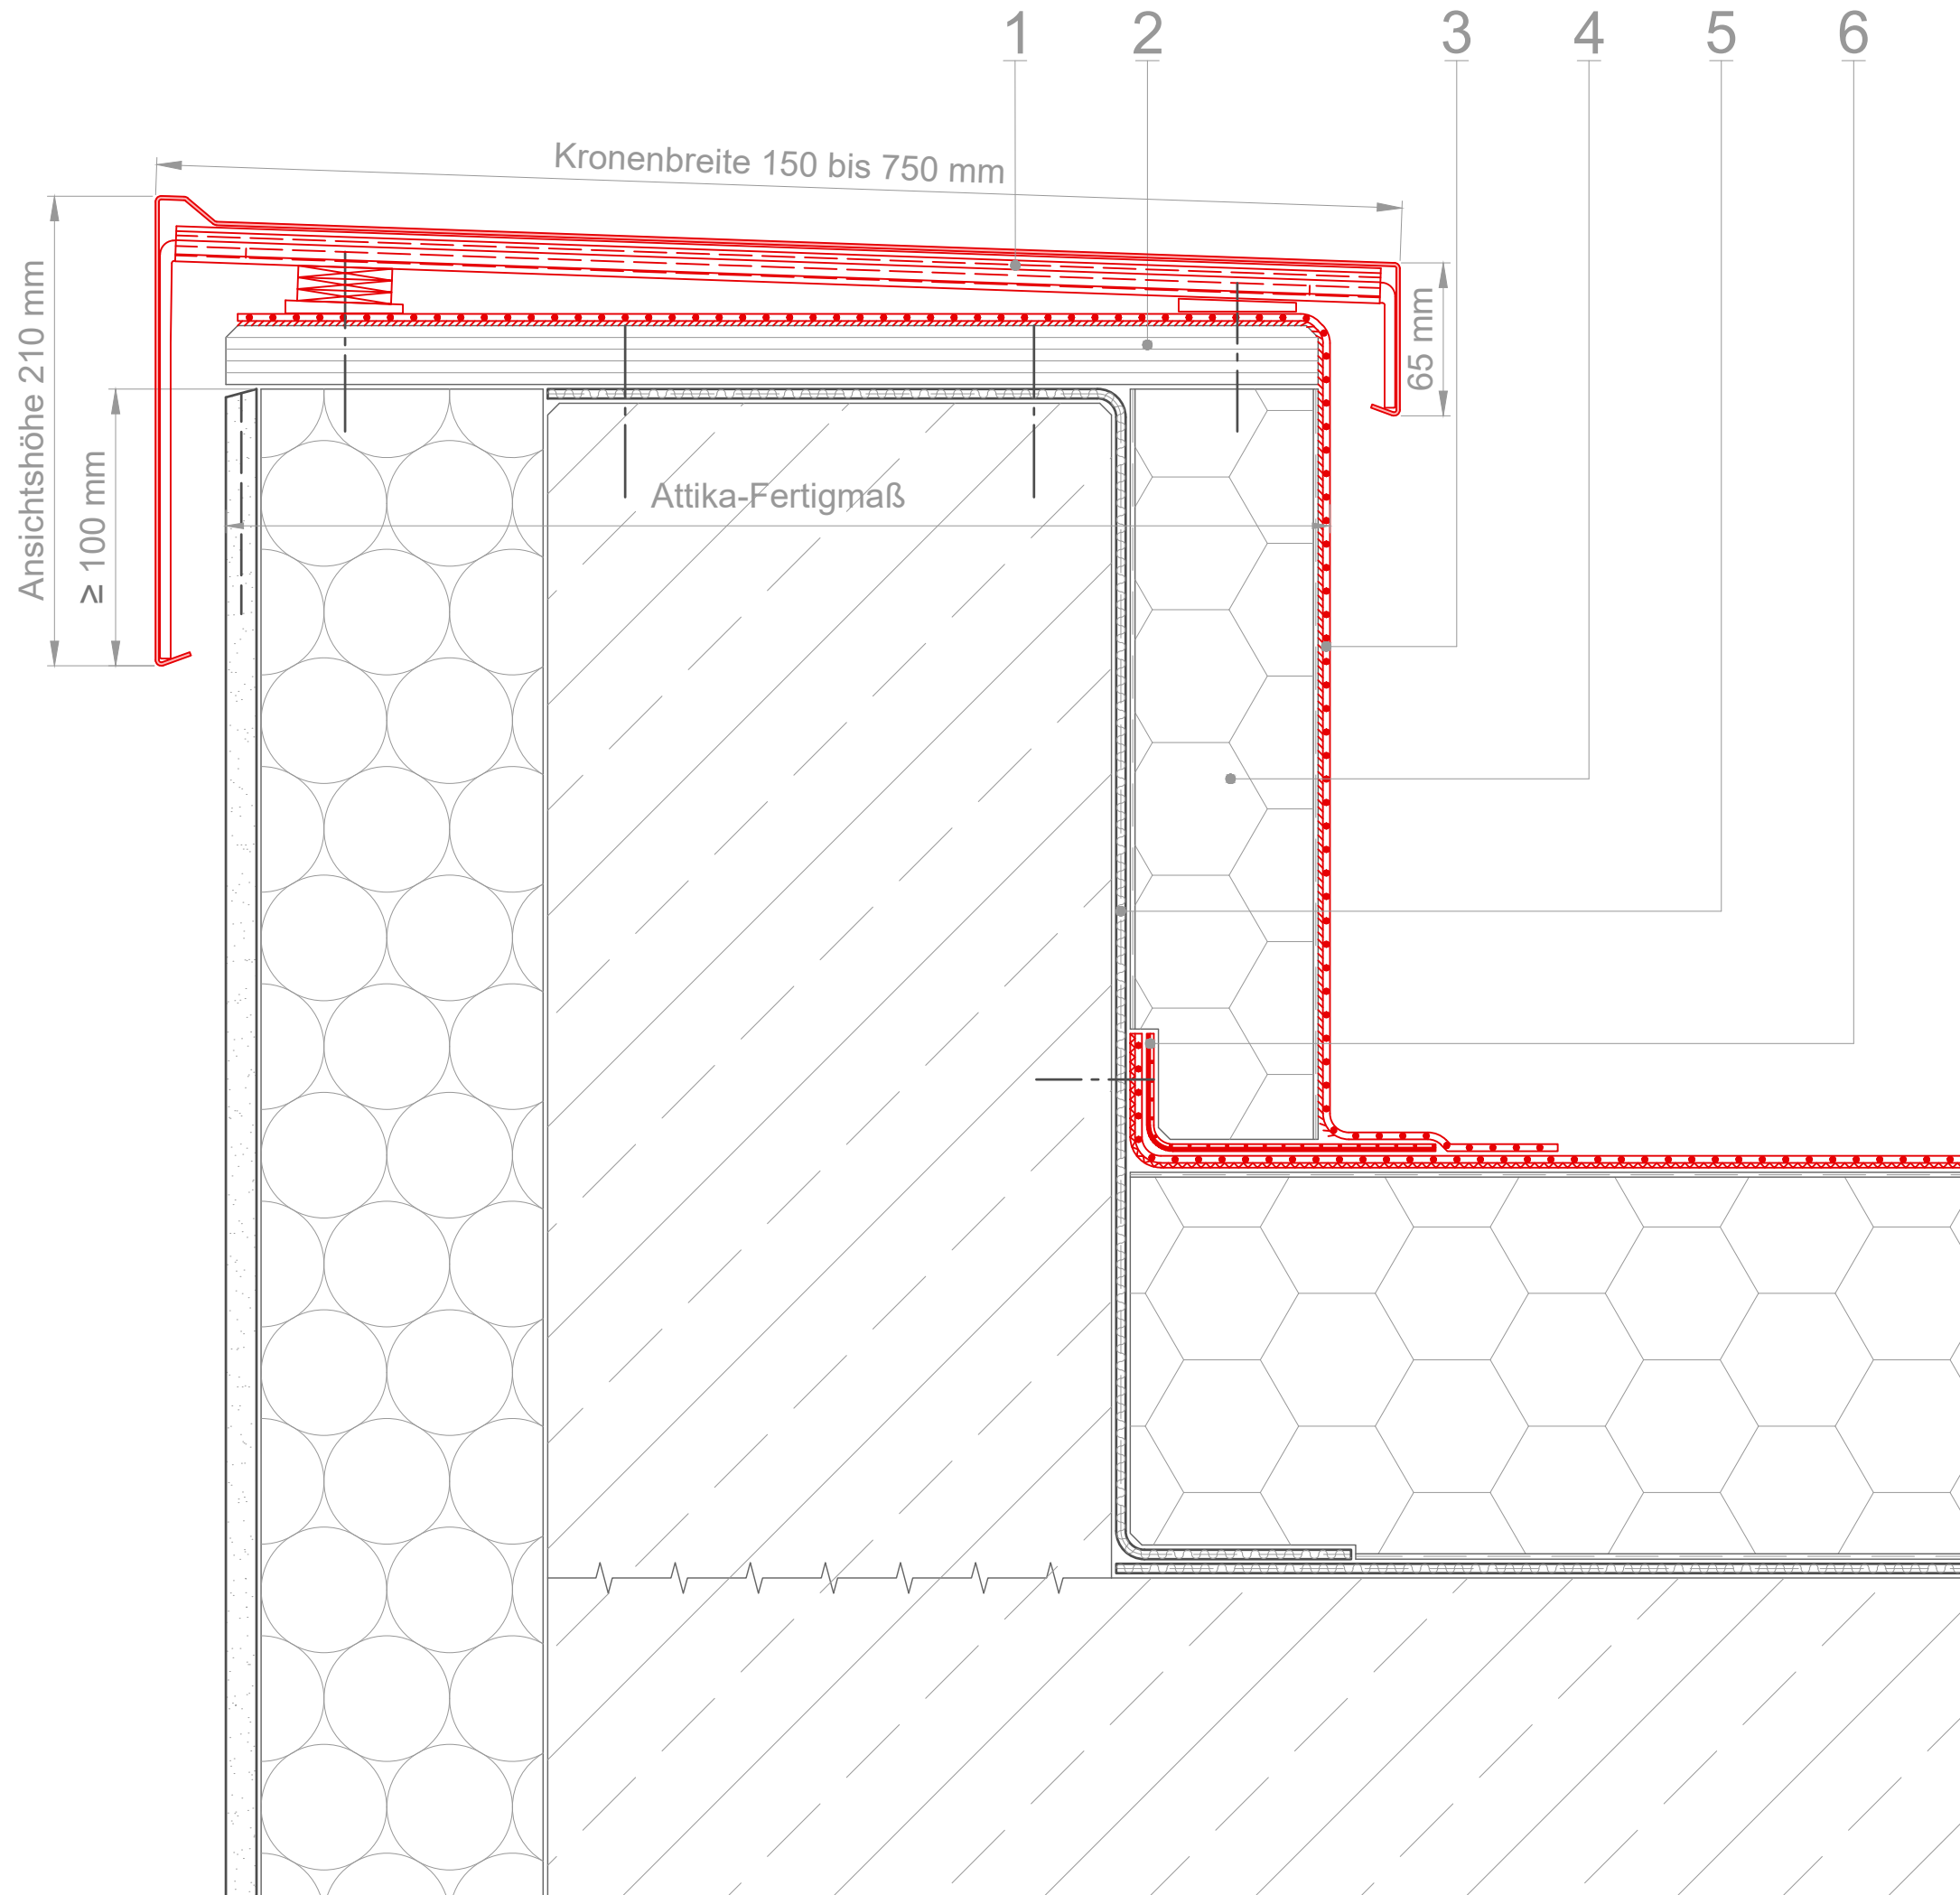 1 2 3 4 5 6
Kronenbreite 150 bis 750 mm
Ansichtshöhe 210 mm
≥ 100 mm
65 mm
Attika-Fertigmaß